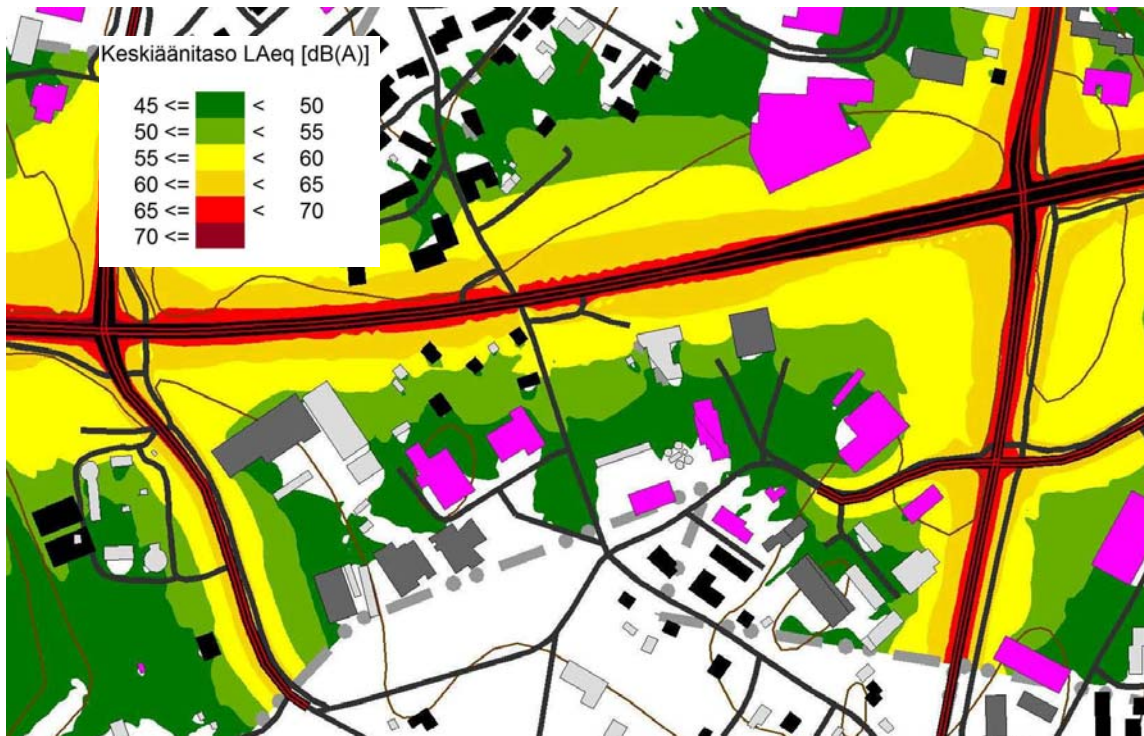 Keskiäänitaso LAeq [dB(A)]
45 <= < 50
50 <= < 55
55 <= < 60
60 <= < 65
65 <= < 70
70 <=